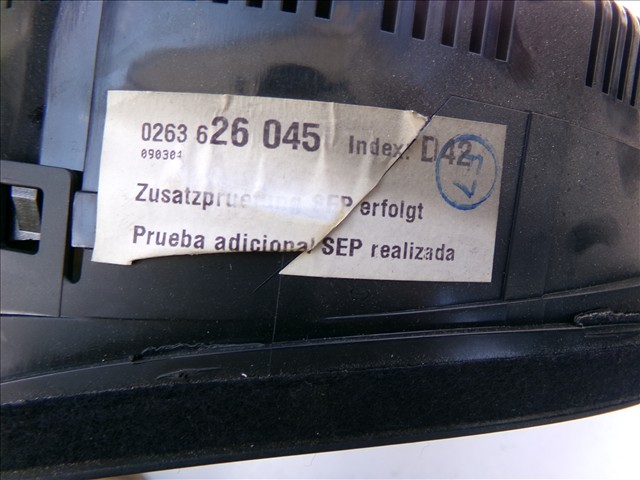 0263 626 045 Index: D42
090304
Zusatzpruefung SEP erfolgt
Prueba adicional SEP realizada